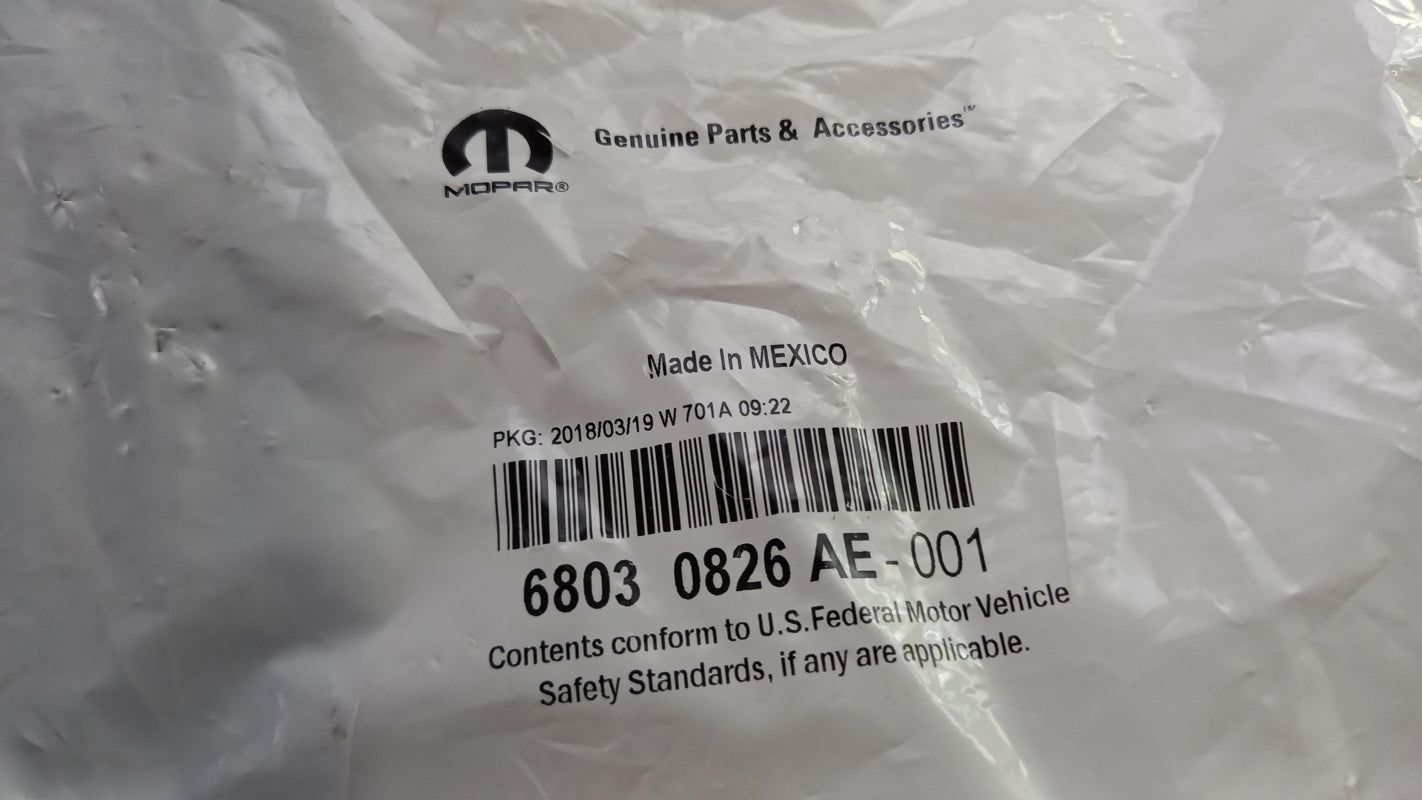 MOPAR®
Genuine Parts & Accessories™
Made In MEXICO
PKG: 2018/03/19 W 701A 09:22
6803 0826 AE-001
Contents conform to U.S.Federal Motor Vehicle
Safety Standards, if any are applicable.